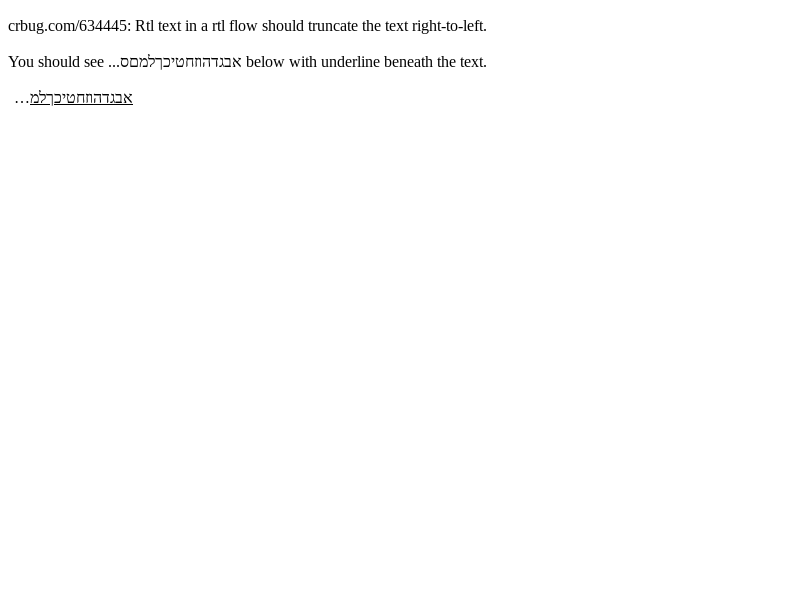 crbug.com/634445: Rtl text in a rtl flow should truncate the text right-to-left.
You should see ...אבגדהוזחטיכךלמםס below with underline beneath the text.
אבגדהוזחטיכךלמ…